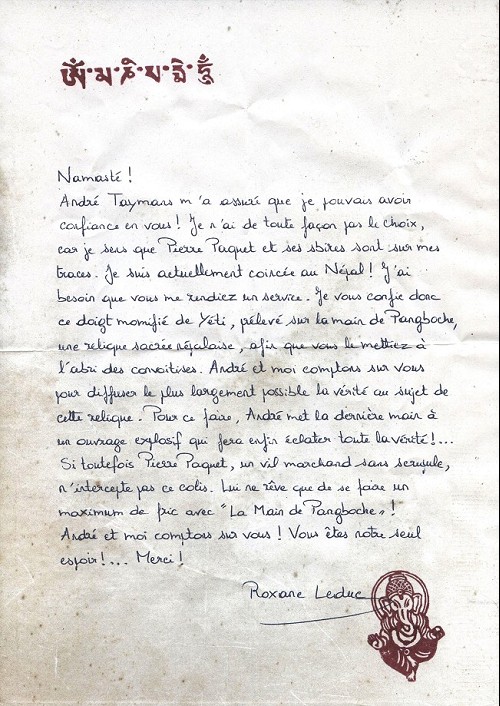 ༀ་མ་ཎི་པ་དྨེ་ཧཱུྃ
Namasté !
André Taymans m'a assuré que je pouvais avoir
confiance en vous ! Je n'ai de toute façon pas le choix,
car je sens que Pierre Paquet et ses sbires sont sur mes
traces. Je suis actuellement coincée au Népal ! J'ai
besoin que vous me rendiez un service. Je vous confie donc
ce doigt momifié de Yéti, prélevé sur la main de Pangboche,
une relique sacrée népalaise, afin que vous le mettiez à
l'abri des convoitises. André et moi comptons sur vous
pour diffuser le plus largement possible la vérité au sujet de
cette relique. Pour ce faire, André met la dernière main à
un ouvrage explosif qui fera enfin éclater toute la vérité !...
Si toutefois Pierre Paquet, un vil marchand sans scrupule,
n'intercepte pas ce colis. Lui ne rêve que de se faire un
maximum de fric avec "La Main de Pangboche" !
André et moi comptons sur vous ! Vous êtes notre seul
espoir !... Merci !
Roxane Leduc